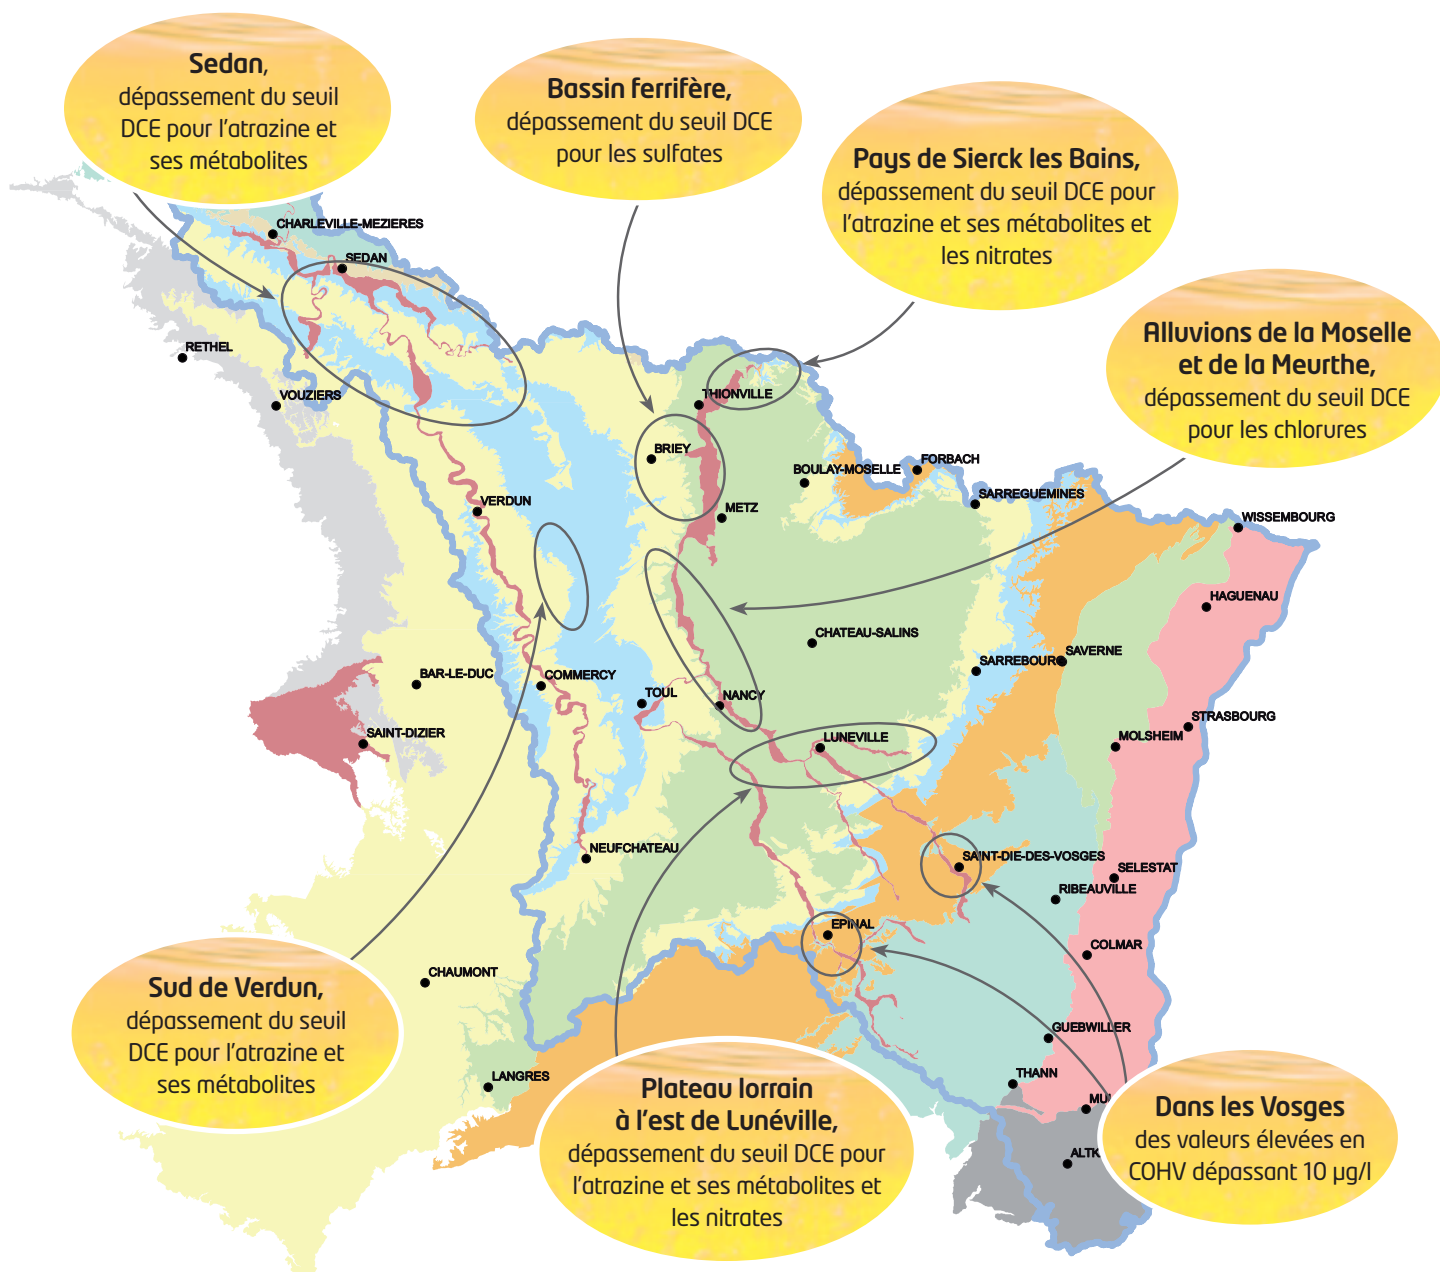 Sedan,
dépassement du seuil
DCE pour l'atrazine et
ses métabolites
Bassin ferrifère,
dépassement du seuil DCE
pour les sulfates
Pays de Sierck les Bains,
dépassement du seuil DCE pour
l'atrazine et ses métabolites et
les nitrates
Alluvions de la Moselle
et de la Meurthe,
dépassement du seuil DCE
pour les chlorures
CHARLEVILLE-MEZIERES
SEDAN
RETHEL
VOUZIERS
THIONVILLE
BRIEY
BOULAY-MOSELLE
FORBACH
SARREGUEMINES
VERDUN
METZ
WISSEMBOURG
HAGUENAU
CHATEAU-SALINS
SARREBOURG
SAVERNE
BAR-LE-DUC
COMMERCY
TOUL
NANCY
STRASBOURG
SAINT-DIZIER
LUNEVILLE
MOLSHEIM
NEUFCHATEAU
SAINT-DIE-DES-VOSGES
SELESTAT
RIBEAUVILLE
EPINAL
COLMAR
CHAUMONT
GUEBWILLER
LANGRES
THANN
MU
ALTK
Sud de Verdun,
dépassement du seuil
DCE pour l'atrazine et
ses métabolites
Plateau lorrain
à l'est de Lunéville,
dépassement du seuil DCE pour
l'atrazine et ses métabolites et
les nitrates
Dans les Vosges
des valeurs élevées en
COHV dépassant 10 µg/l